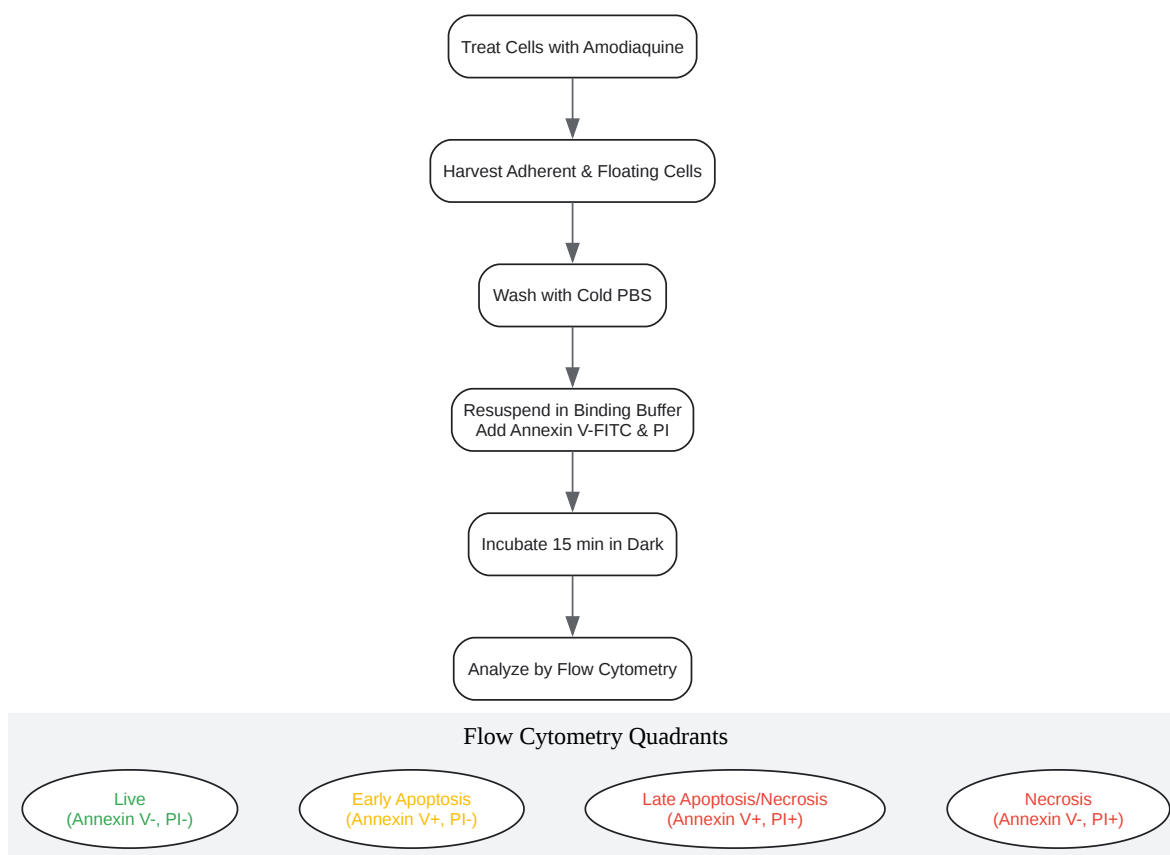 Treat Cells with Amodiaquine
Harvest Adherent & Floating Cells
Wash with Cold PBS
Resuspend in Binding Buffer
Add Annexin V-FITC & PI
Incubate 15 min in Dark
Analyze by Flow Cytometry
Flow Cytometry Quadrants
Live
(Annexin V-, PI-)
Early Apoptosis
(Annexin V+, PI-)
Late Apoptosis/Necrosis
(Annexin V+, PI+)
Necrosis
(Annexin V-, PI+)